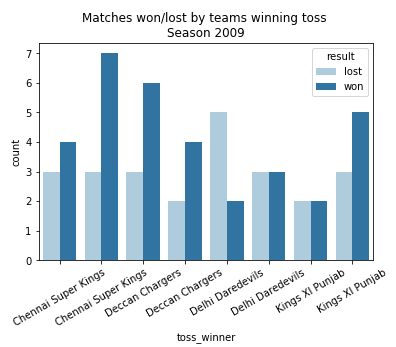 Matches won/lost by teams winning toss
Season 2009
result
lost
won
7
6
5
4
3
2
1
0
count
Chennai Super Kings
Chennai Super Kings
Deccan Chargers
Deccan Chargers
Delhi Daredevils
Delhi Daredevils
Kings XI Punjab
Kings XI Punjab
toss_winner